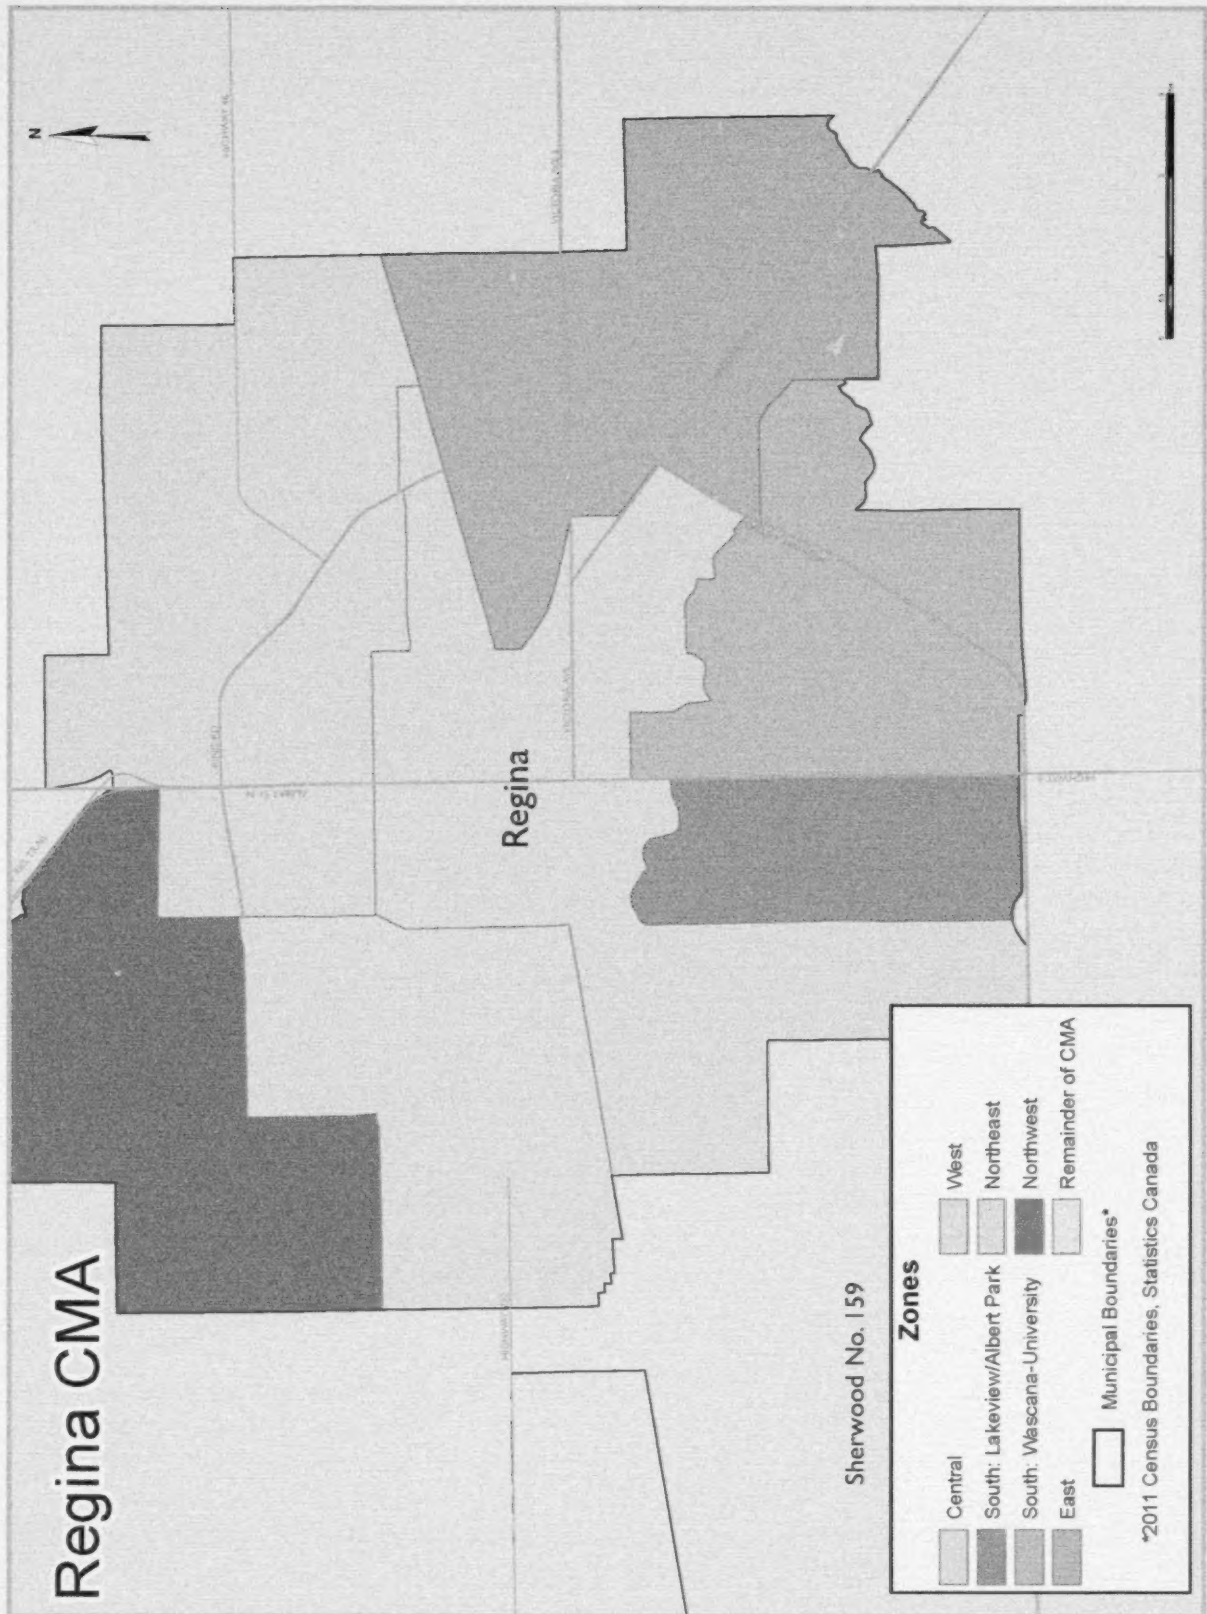 Regina CMA
N
Regina
Sherwood No. 159
Zones
Central
West
South: Lakeview/Albert Park
Northeast
South: Wascana-University
Northwest
East
Remainder of CMA
Municipal Boundaries*
*2011 Census Boundaries, Statistics Canada